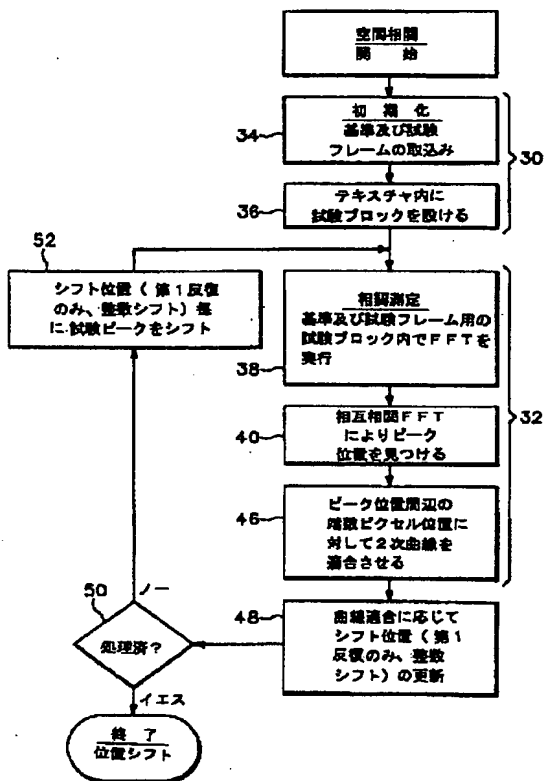 空間相関
開 始
初 期 化
基準及び試験
フレームの取込み
34
30
テキスチャ内に
試験ブロックを設ける
36
52
シフト位置(第1反復
のみ、整数シフト)毎
に試験ピークをシフト
相関測定
基準及び試験フレーム用の
試験ブロック内でFFTを
実行
38
32
相互相関FFT
によりピーク
位置を見つける
40
ピーク位置周辺の
端数ピクセル位置に
対して2次曲線を
適合させる
46
曲線適合に応じて
シフト位置(第1
反復のみ、整数
シフト)の更新
48
50
ノー
処理済?
イエス
終 了
位置シフト